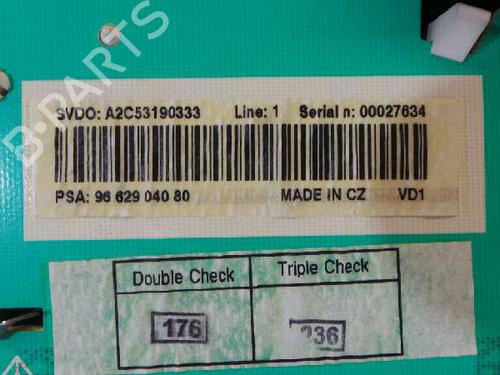 SVDO: A2C53190333 Line: 1 Serial n: 00027634
PSA: 96 629 040 80 MADE IN CZ VD1
Double Check Triple Check
176 236
B-PARTS